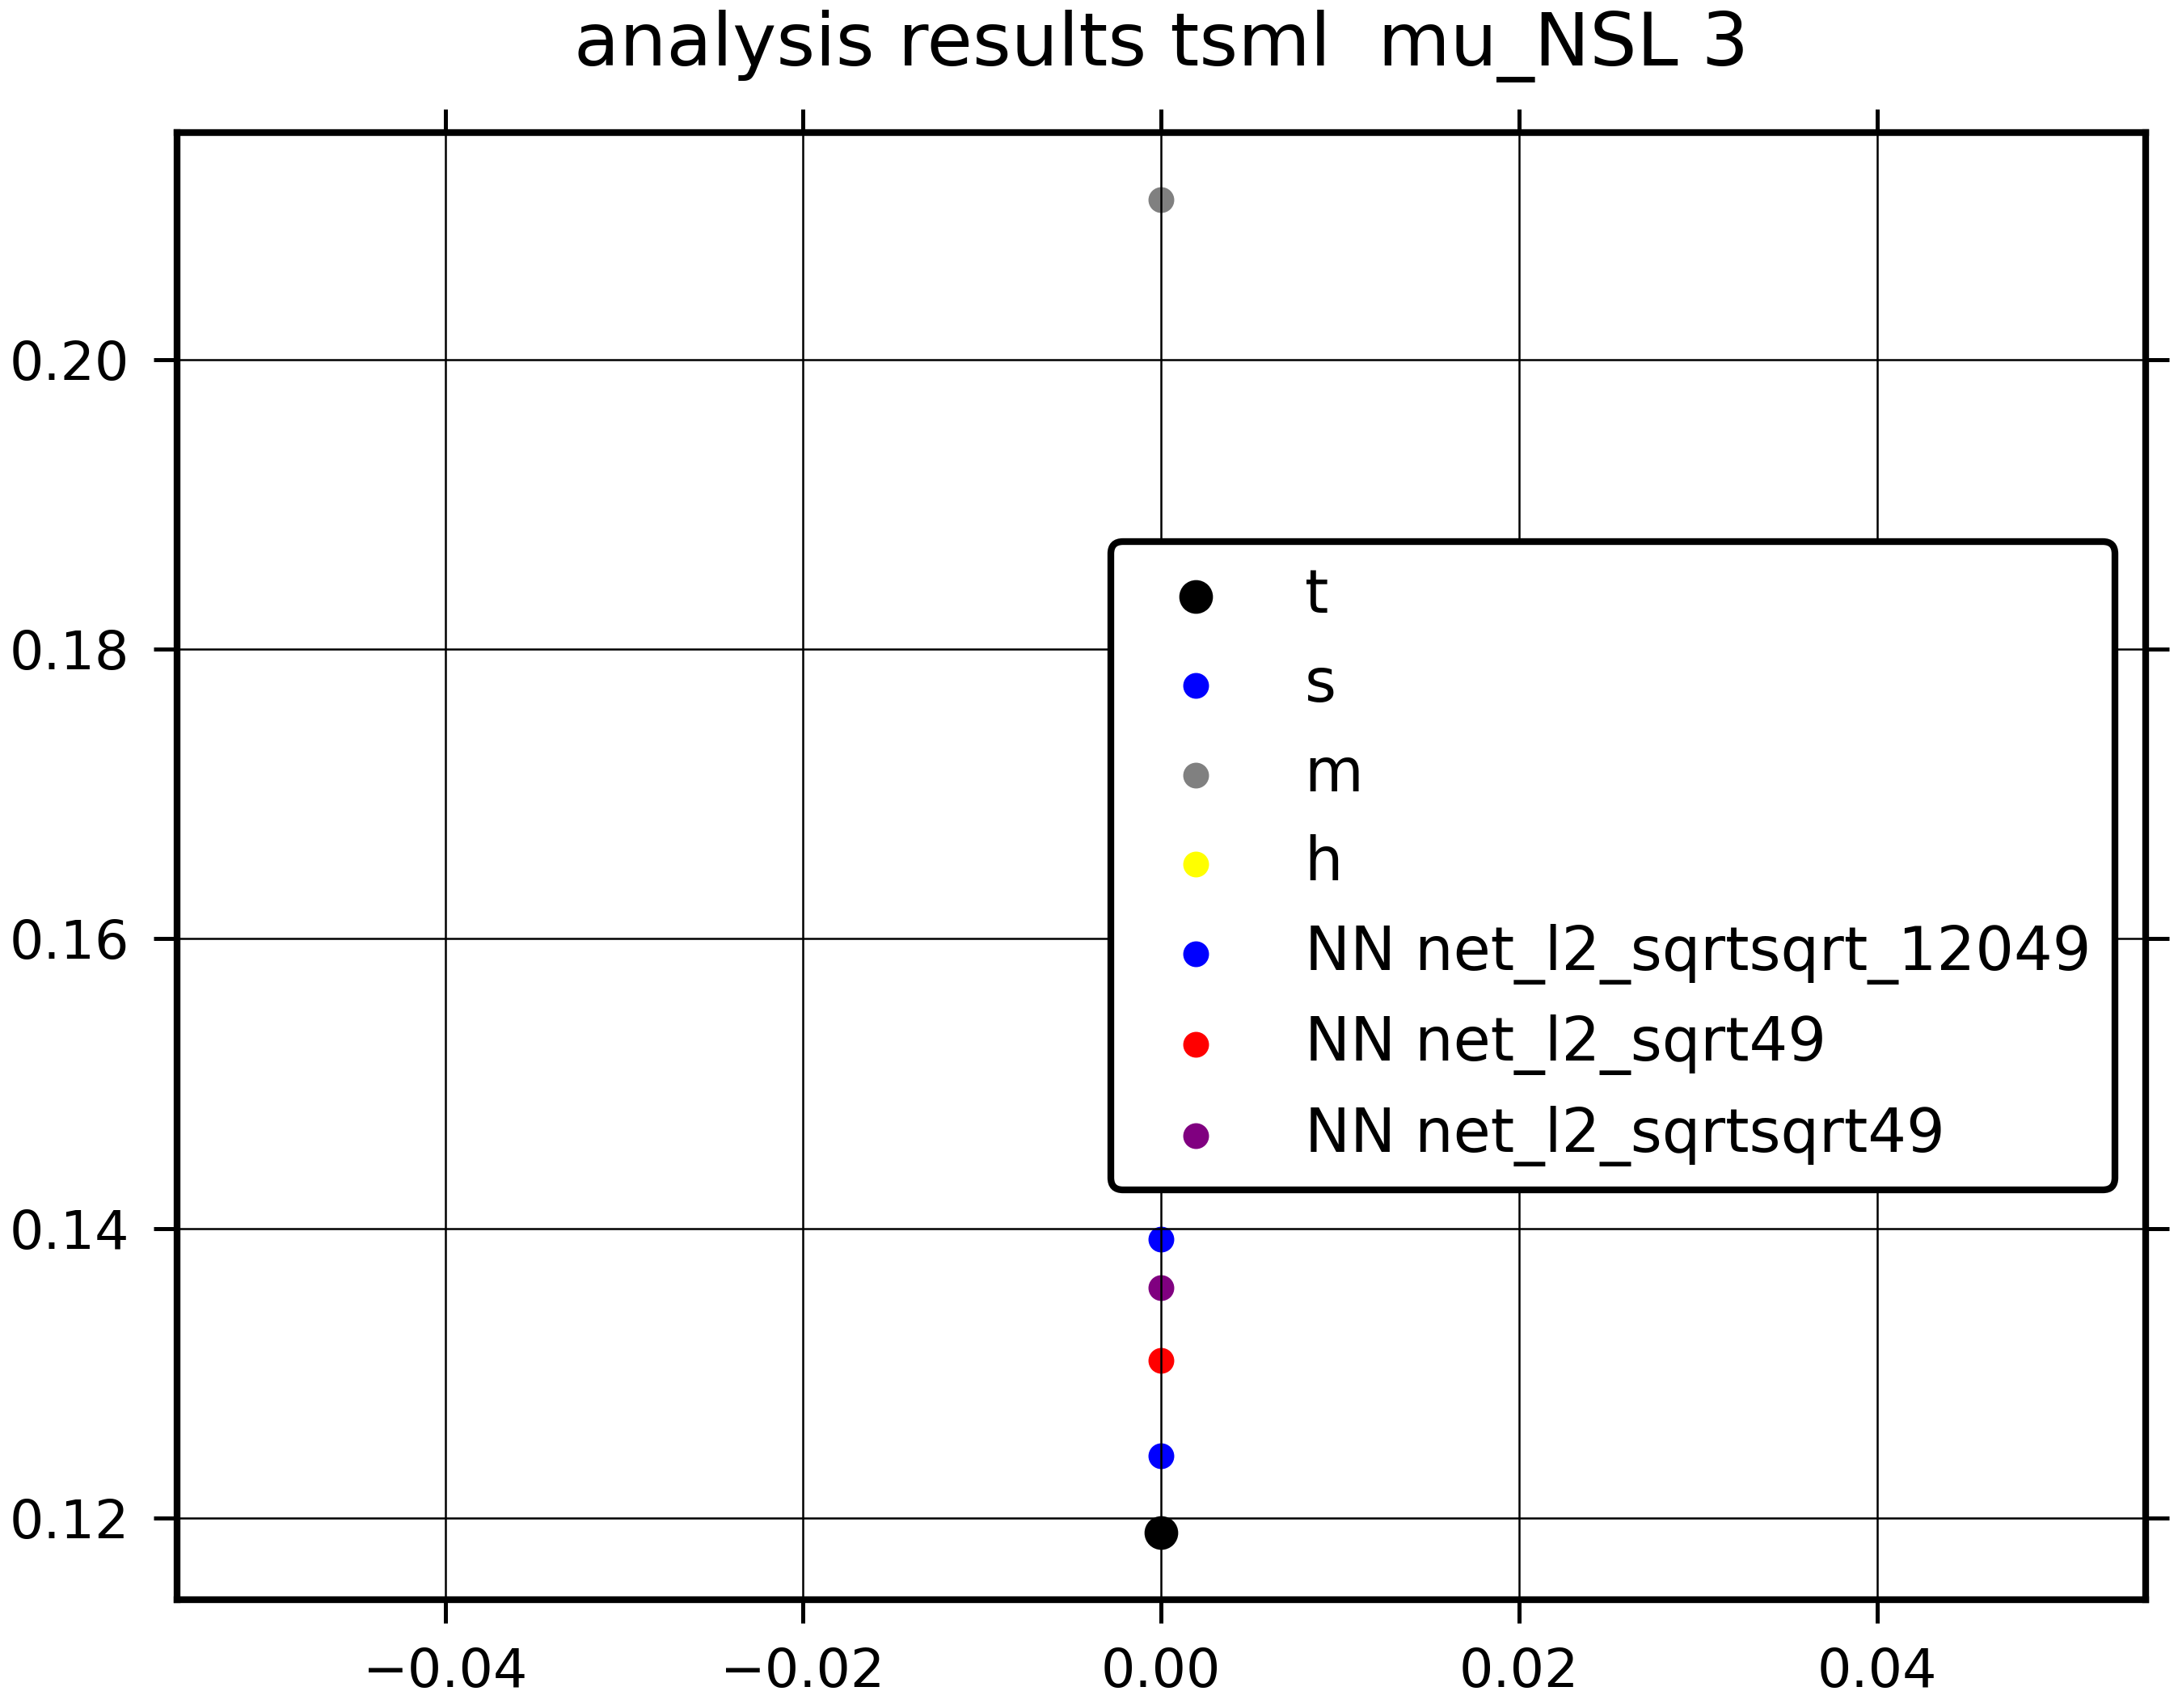 analysis results tsml  mu_NSL 3
0.20
0.18
0.16
0.14
0.12
t
s
m
h
NN net_l2_sqrtsqrt_12049
NN net_l2_sqrt49
NN net_l2_sqrtsqrt49
−0.04 −0.02 0.00 0.02 0.04